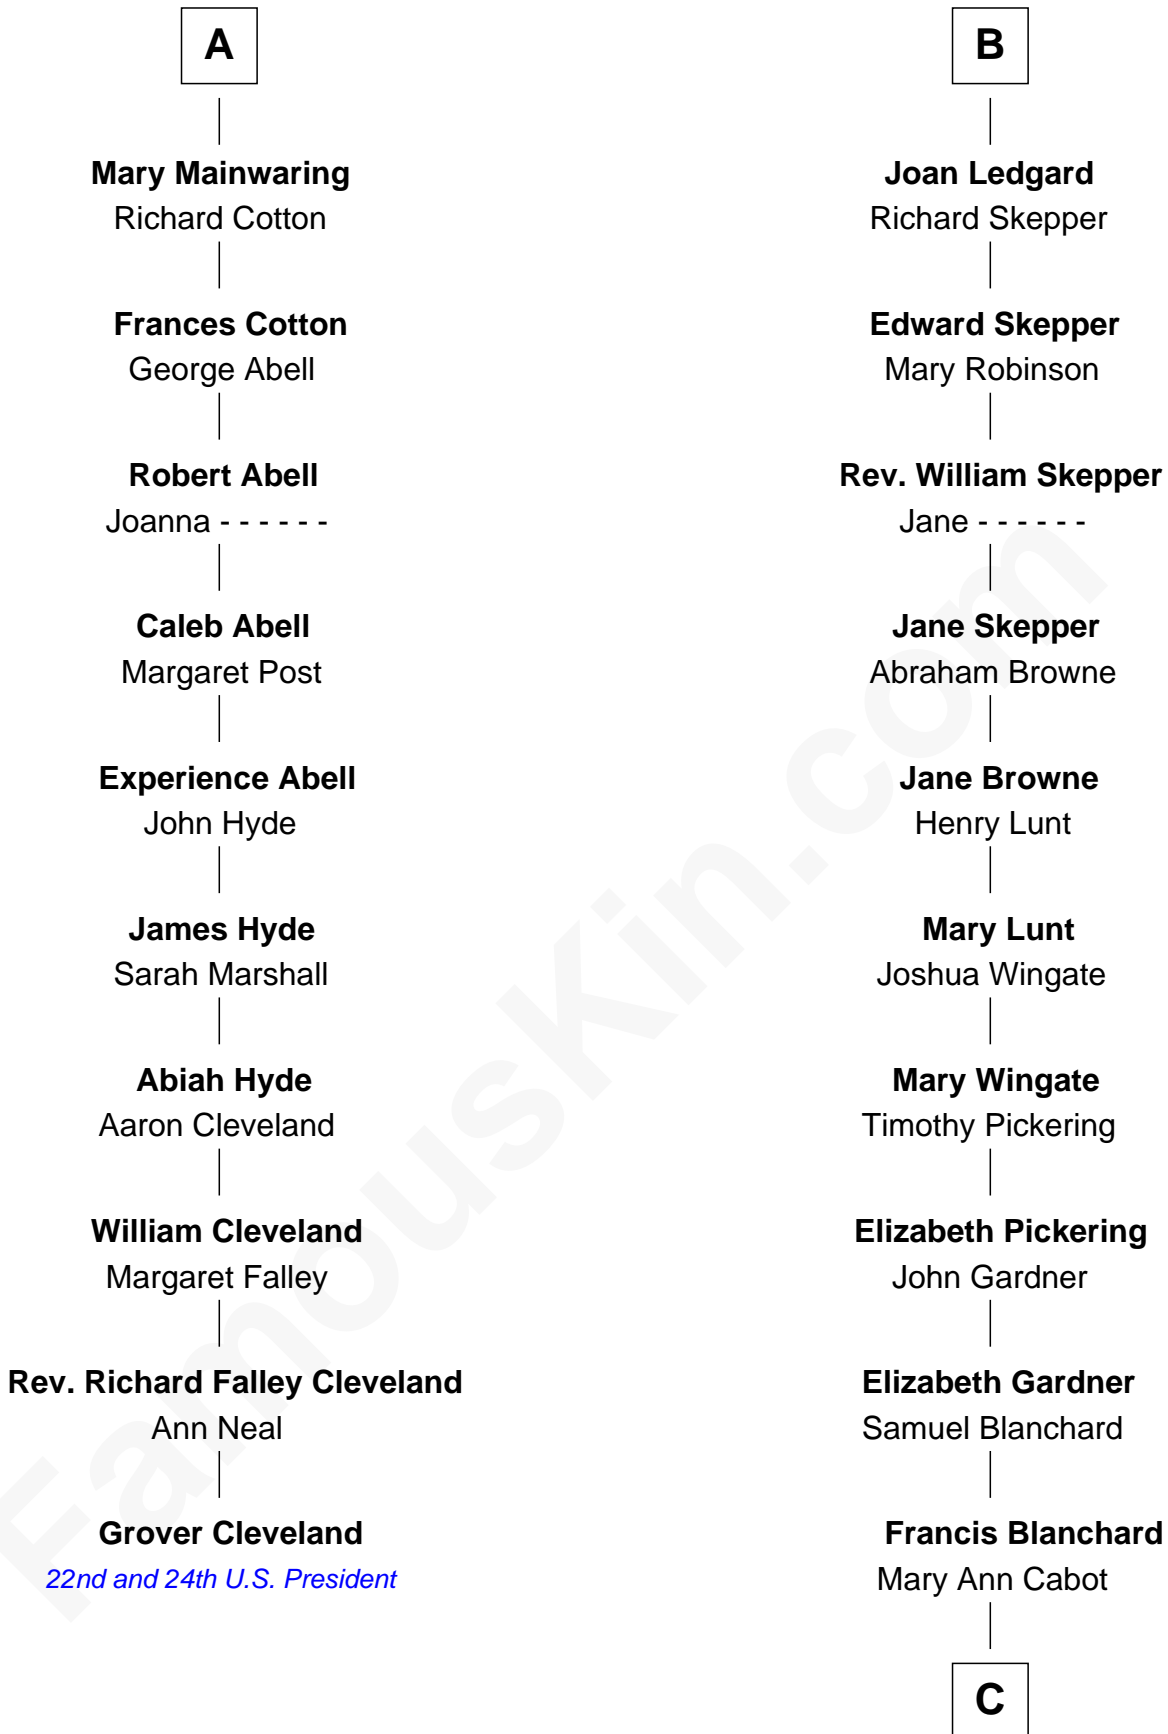 A
Mary Mainwaring
Richard Cotton
Frances Cotton
George Abell
Robert Abell
Joanna - - - - - -
Caleb Abell
Margaret Post
Experience Abell
John Hyde
James Hyde
Sarah Marshall
Abiah Hyde
Aaron Cleveland
William Cleveland
Margaret Falley
Rev. Richard Falley Cleveland
Ann Neal
Grover Cleveland
22nd and 24th U.S. President
B
Joan Ledgard
Richard Skepper
Edward Skepper
Mary Robinson
Rev. William Skepper
Jane - - - - - -
Jane Skepper
Abraham Browne
Jane Browne
Henry Lunt
Mary Lunt
Joshua Wingate
Mary Wingate
Timothy Pickering
Elizabeth Pickering
John Gardner
Elizabeth Gardner
Samuel Blanchard
Francis Blanchard
Mary Ann Cabot
C
FamousKin.com